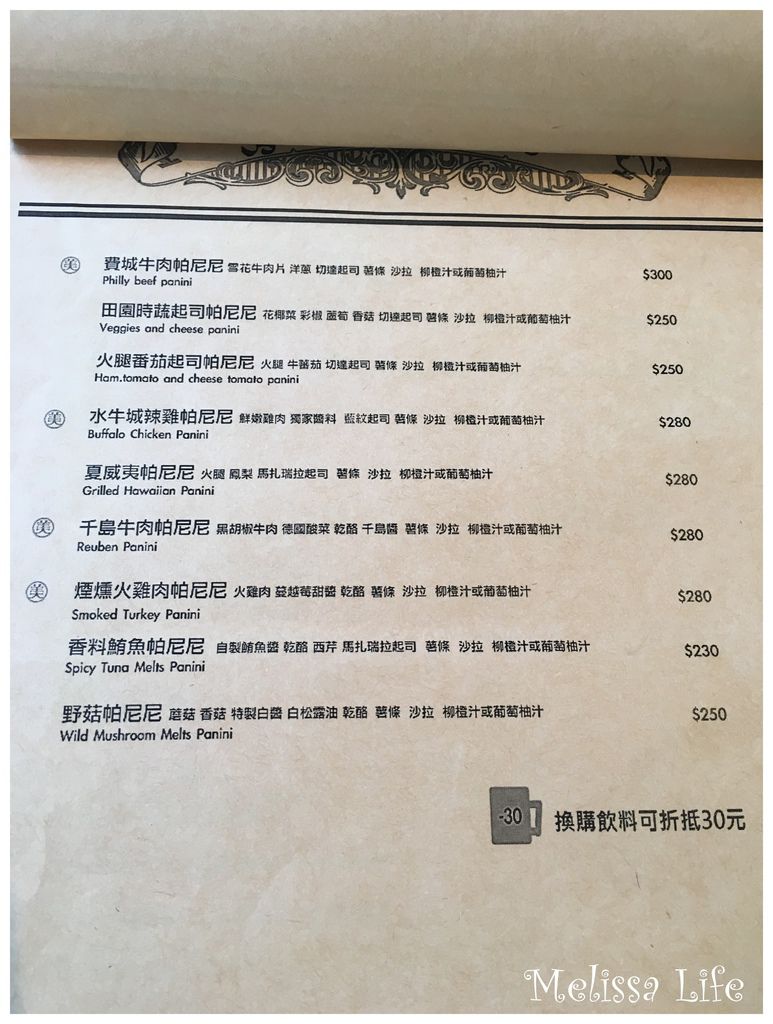 美 費城牛肉帕尼尼 雪花牛肉片 洋蔥 切達起司 薯條 沙拉 柳橙汁或葡萄柚汁 $300
Philly beef panini
田園時蔬起司帕尼尼 花椰菜 彩椒 蘆筍 香菇 切達起司 薯條 沙拉 柳橙汁或葡萄柚汁 $250
Veggies and cheese panini
火腿番茄起司帕尼尼 火腿 牛蕃茄 切達起司 薯條 沙拉 柳橙汁或葡萄柚汁 $250
Ham.tomato and cheese tomato panini
美 水牛城辣雞帕尼尼 鮮嫩雞肉 獨家醬料 藍紋起司 薯條 沙拉 柳橙汁或葡萄柚汁 $280
Buffalo Chicken Panini
夏威夷帕尼尼 火腿 鳳梨 馬扎瑞拉起司 薯條 沙拉 柳橙汁或葡萄柚汁 $280
Grilled Hawaiian Panini
美 千島牛肉帕尼尼 黑胡椒牛肉 德國酸菜 乾酪 千島醬 薯條 沙拉 柳橙汁或葡萄柚汁 $280
Reuben Panini
美 煙燻火雞肉帕尼尼 火雞肉 蔓越莓甜醬 乾酪 薯條 沙拉 柳橙汁或葡萄柚汁 $280
Smoked Turkey Panini
香料鮪魚帕尼尼 自製鮪魚醬 乾酪 西芹 馬扎瑞拉起司 薯條 沙拉 柳橙汁或葡萄柚汁 $230
Spicy Tuna Melts Panini
野菇帕尼尼 蘑菇 香菇 特製白醬 白松露油 乾酪 薯條 沙拉 柳橙汁或葡萄柚汁 $250
Wild Mushroom Melts Panini
-30 換購飲料可折抵30元
Melissa Life